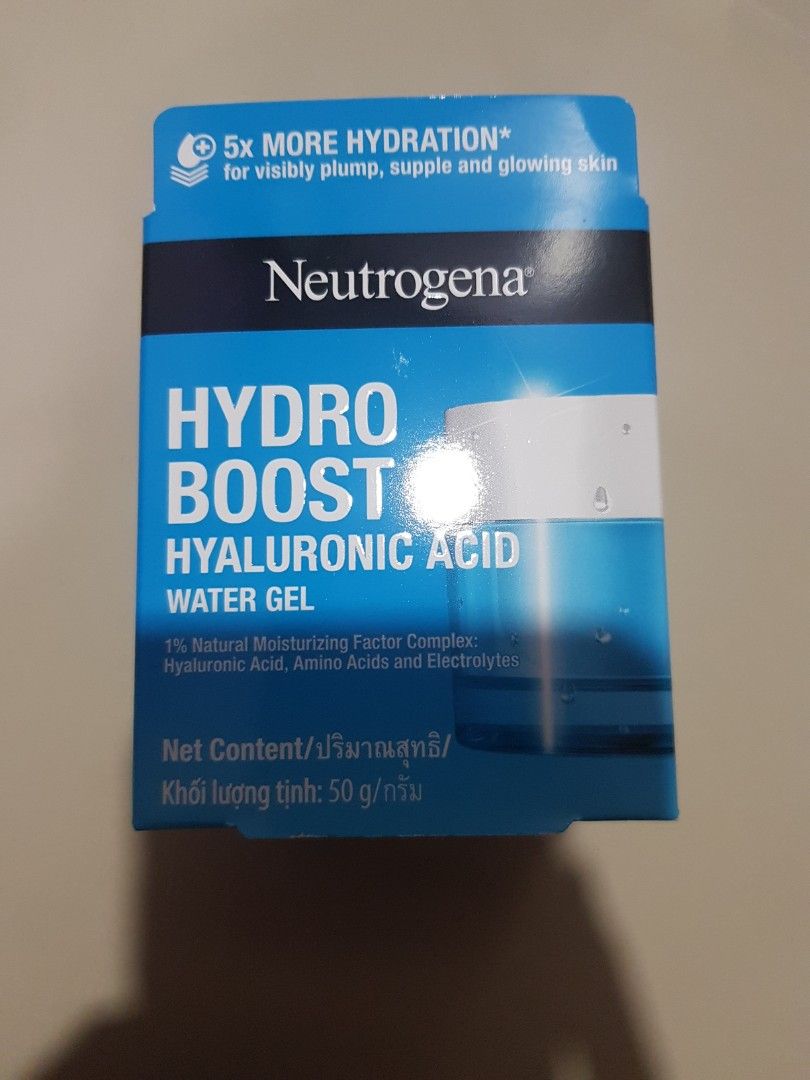 5x MORE HYDRATION*
for visibly plump, supple and glowing skin
Neutrogena®
HYDRO
BOOST
HYALURONIC ACID
WATER GEL
1% Natural Moisturizing Factor Complex:
Hyaluronic Acid, Amino Acids and Electrolytes
Net Content/ปริมาณสุทธิ/
Khối lượng tịnh: 50 g/กรัม